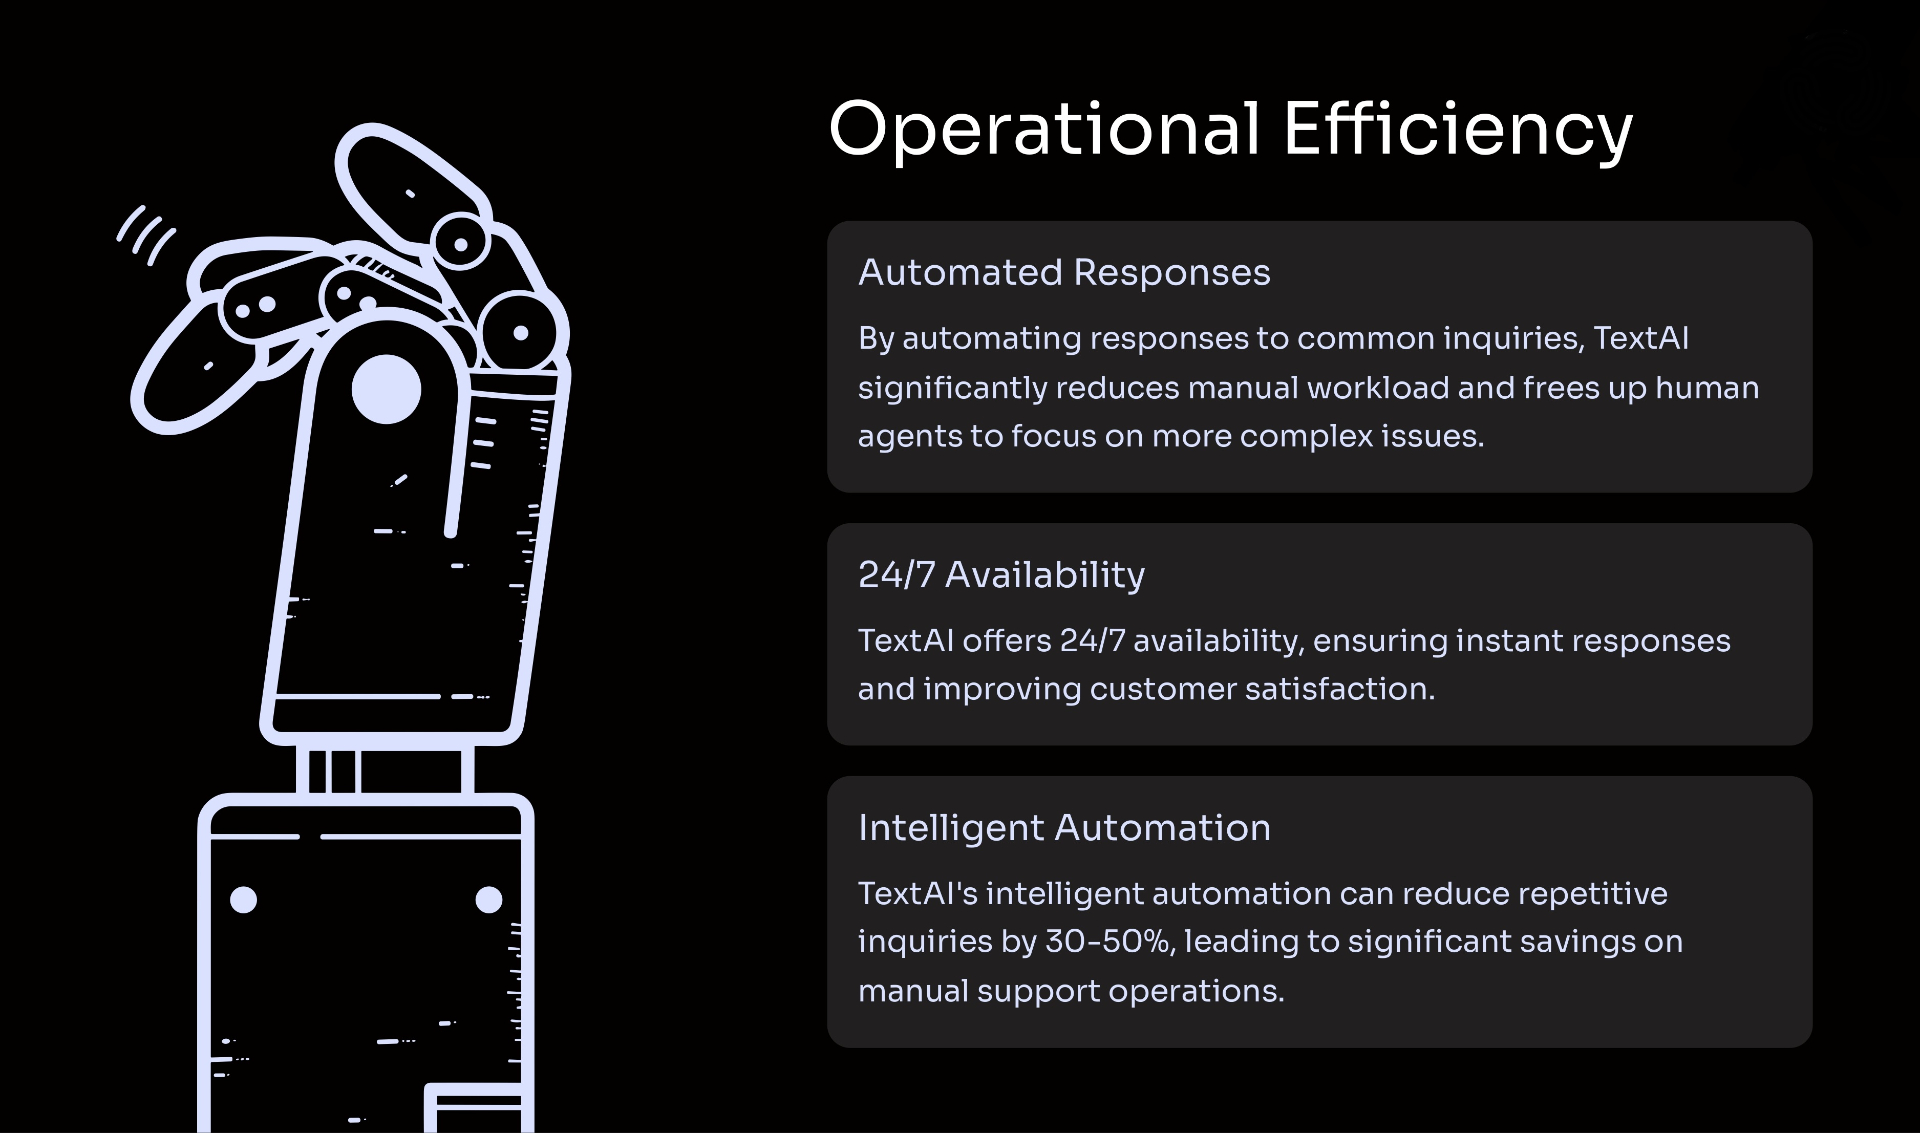 Operational Efficiency
Automated Responses
By automating responses to common inquiries, TextAI
significantly reduces manual workload and frees up human
agents to focus on more complex issues.
24/7 Availability
TextAI offers 24/7 availability, ensuring instant responses
and improving customer satisfaction.
Intelligent Automation
TextAI's intelligent automation can reduce repetitive
inquiries by 30-50%, leading to significant savings on
manual support operations.